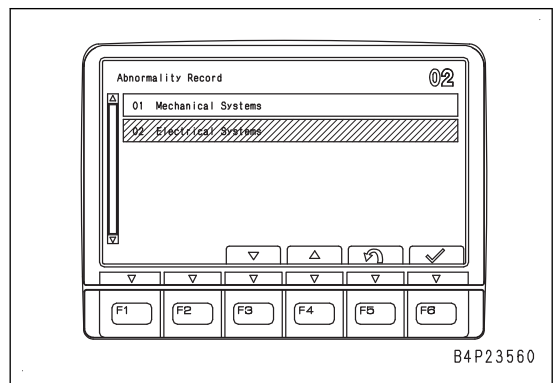 Abnormality Record 02
01 Mechanical Systems
02 Electrical Systems
F1 F2 F3 F4 F5 F6
B4P23560